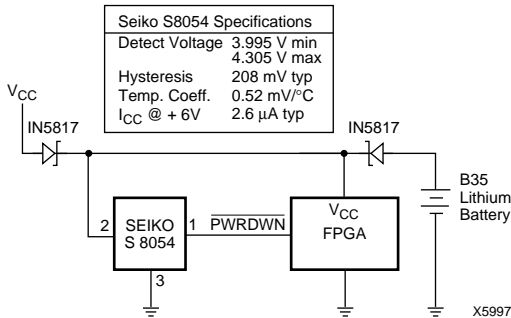 Seiko S8054 Specifications
Detect Voltage 3.995 V min
4.305 V max
Hysteresis 208 mV typ
Temp. Coeff. 0.52 mV/°C
ICC @ + 6V 2.6 µA typ
VCC
IN5817
IN5817
B35
Lithium
Battery
2
SEIKO
S 8054
1
PWRDWN
VCC
FPGA
3
X5997